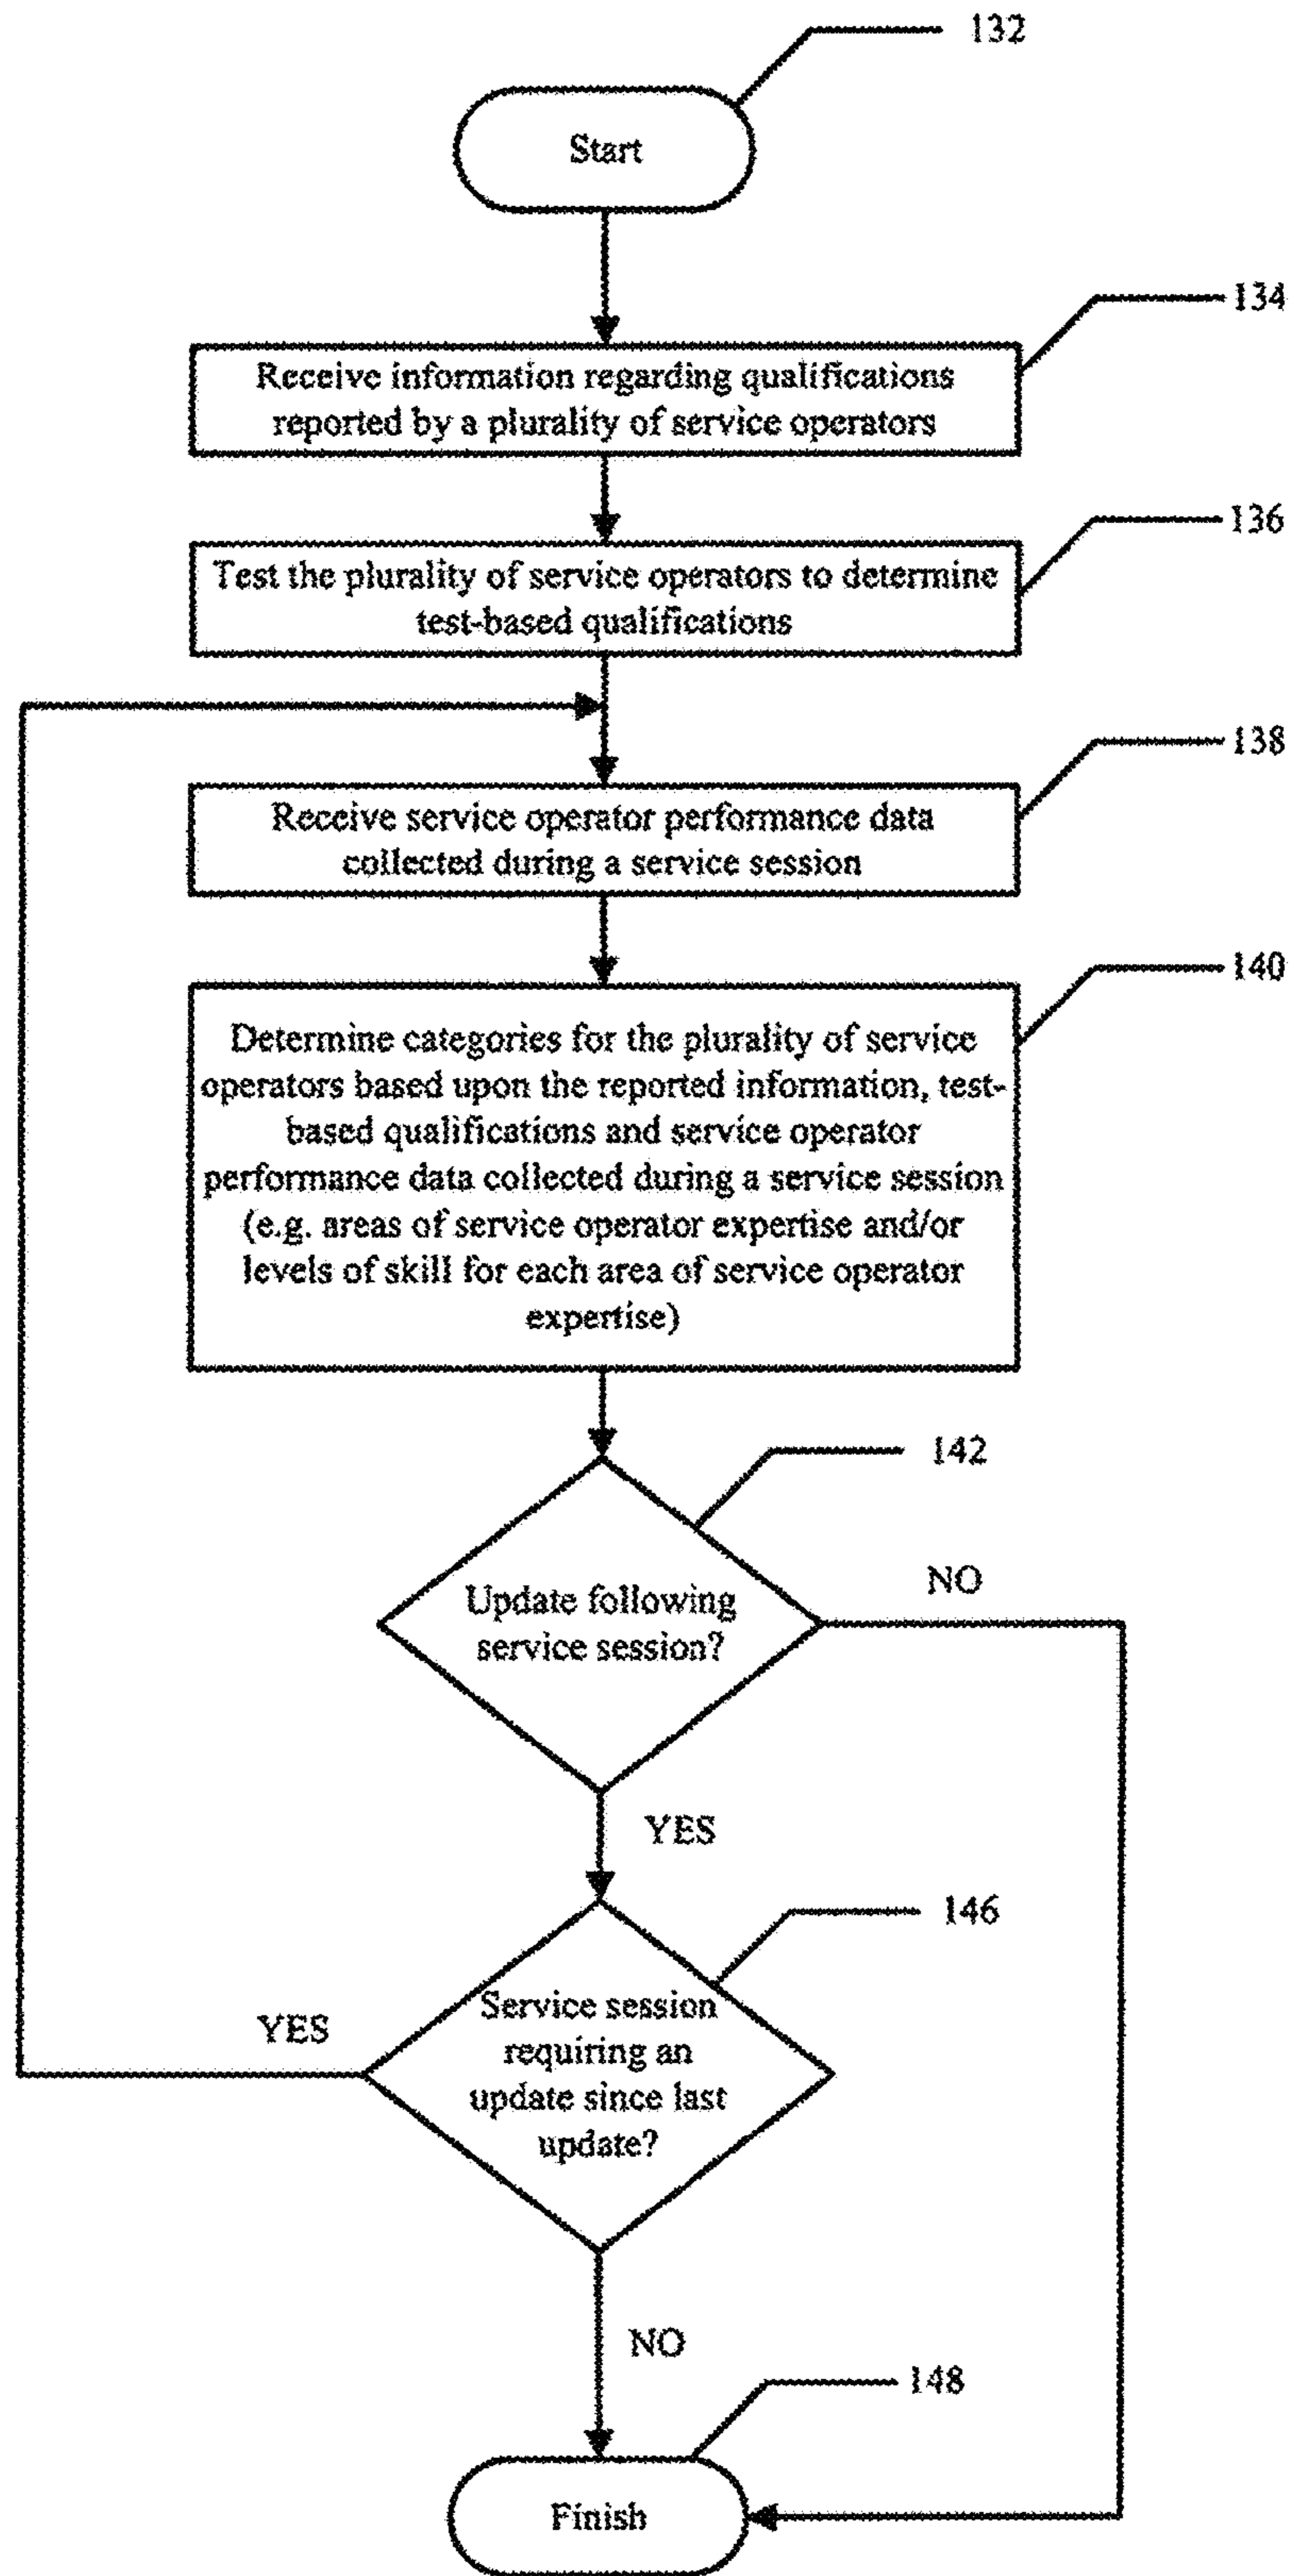 132
Start
134
Receive information regarding qualifications
reported by a plurality of service operators
136
Test the plurality of service operators to determine
test-based qualifications
138
Receive service operator performance data
collected during a service session
140
Determine categories for the plurality of service
operators based upon the reported information, test-
based qualifications and service operator
performance data collected during a service session
(e.g. areas of service operator expertise and/or
levels of skill for each area of service operator
expertise)
142
NO
Update following
service session?
YES
146
YES
Service session
requiring an
update since last
update?
NO
148
Finish